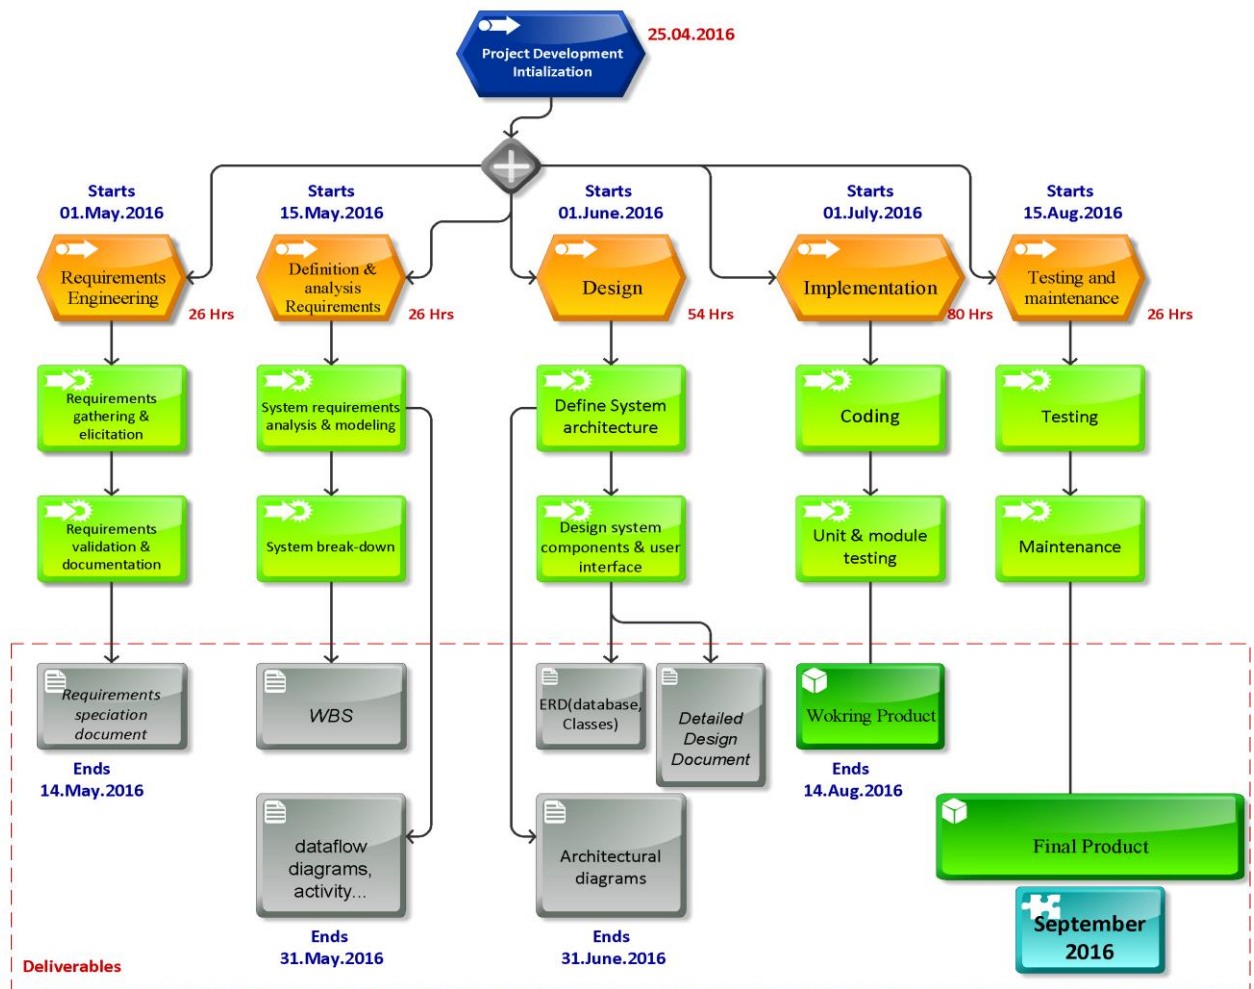 25.04.2016
Project Development
Intialization
Starts
01.May.2016
Starts
15.May.2016
Starts
01.June.2016
Starts
01.July.2016
Starts
15.Aug.2016
Requirements
Engineering
26 Hrs
Definition &
analysis
Requirements
26 Hrs
Design
54 Hrs
Implementation
80 Hrs
Testing and
maintenance
26 Hrs
Requirements
gathering &
elicitation
System requirements
analysis & modeling
Define System
architecture
Coding
Testing
Requirements
validation &
documentation
System break-down
Design system
components & user
interface
Unit & module
testing
Maintenance
Requirements
speciation
document
WBS
ERD(database,
Classes)
Detailed
Design
Document
Wokring Product
Ends
14.May.2016
Ends
14.Aug.2016
dataflow
diagrams,
activity...
Architectural
diagrams
Final Product
Ends
31.May.2016
Ends
31.June.2016
September
2016
Deliverables